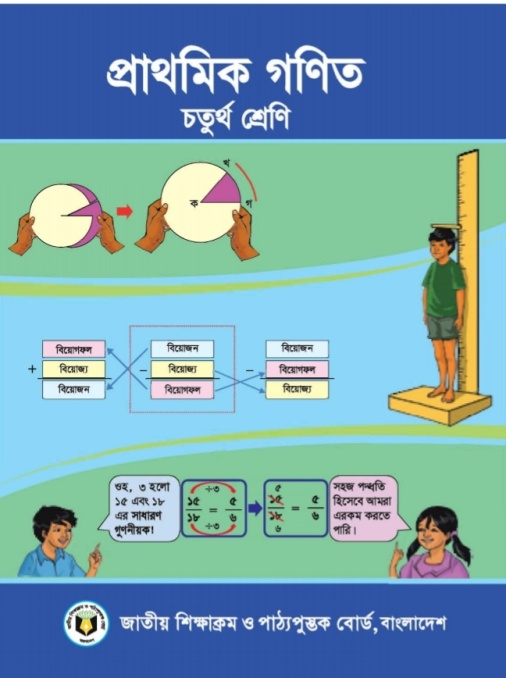 প্রাথমিক গণিত
চতুর্থ শ্রেণি
খ
ক
গ
বিয়োগফল
+ বিয়োজ্য
বিয়োজন
বিয়োজন
− বিয়োজ্য
বিয়োগফল
বিয়োজন
− বিয়োগফল
বিয়োজ্য
ওহ, ৩ হলো
১৫ এবং ১৮
এর সাধারণ
গুণনীয়ক!
÷৩
১৫ = ৫
১৮ ৬
÷৩
৫
১৫ = ৫
১৮ ৬
৬
সহজ পদ্ধতি
হিসেবে আমরা
এরকম করতে
পারি।
জাতীয় শিক্ষাক্রম ও পাঠ্যপুস্তক বোর্ড, বাংলাদেশ